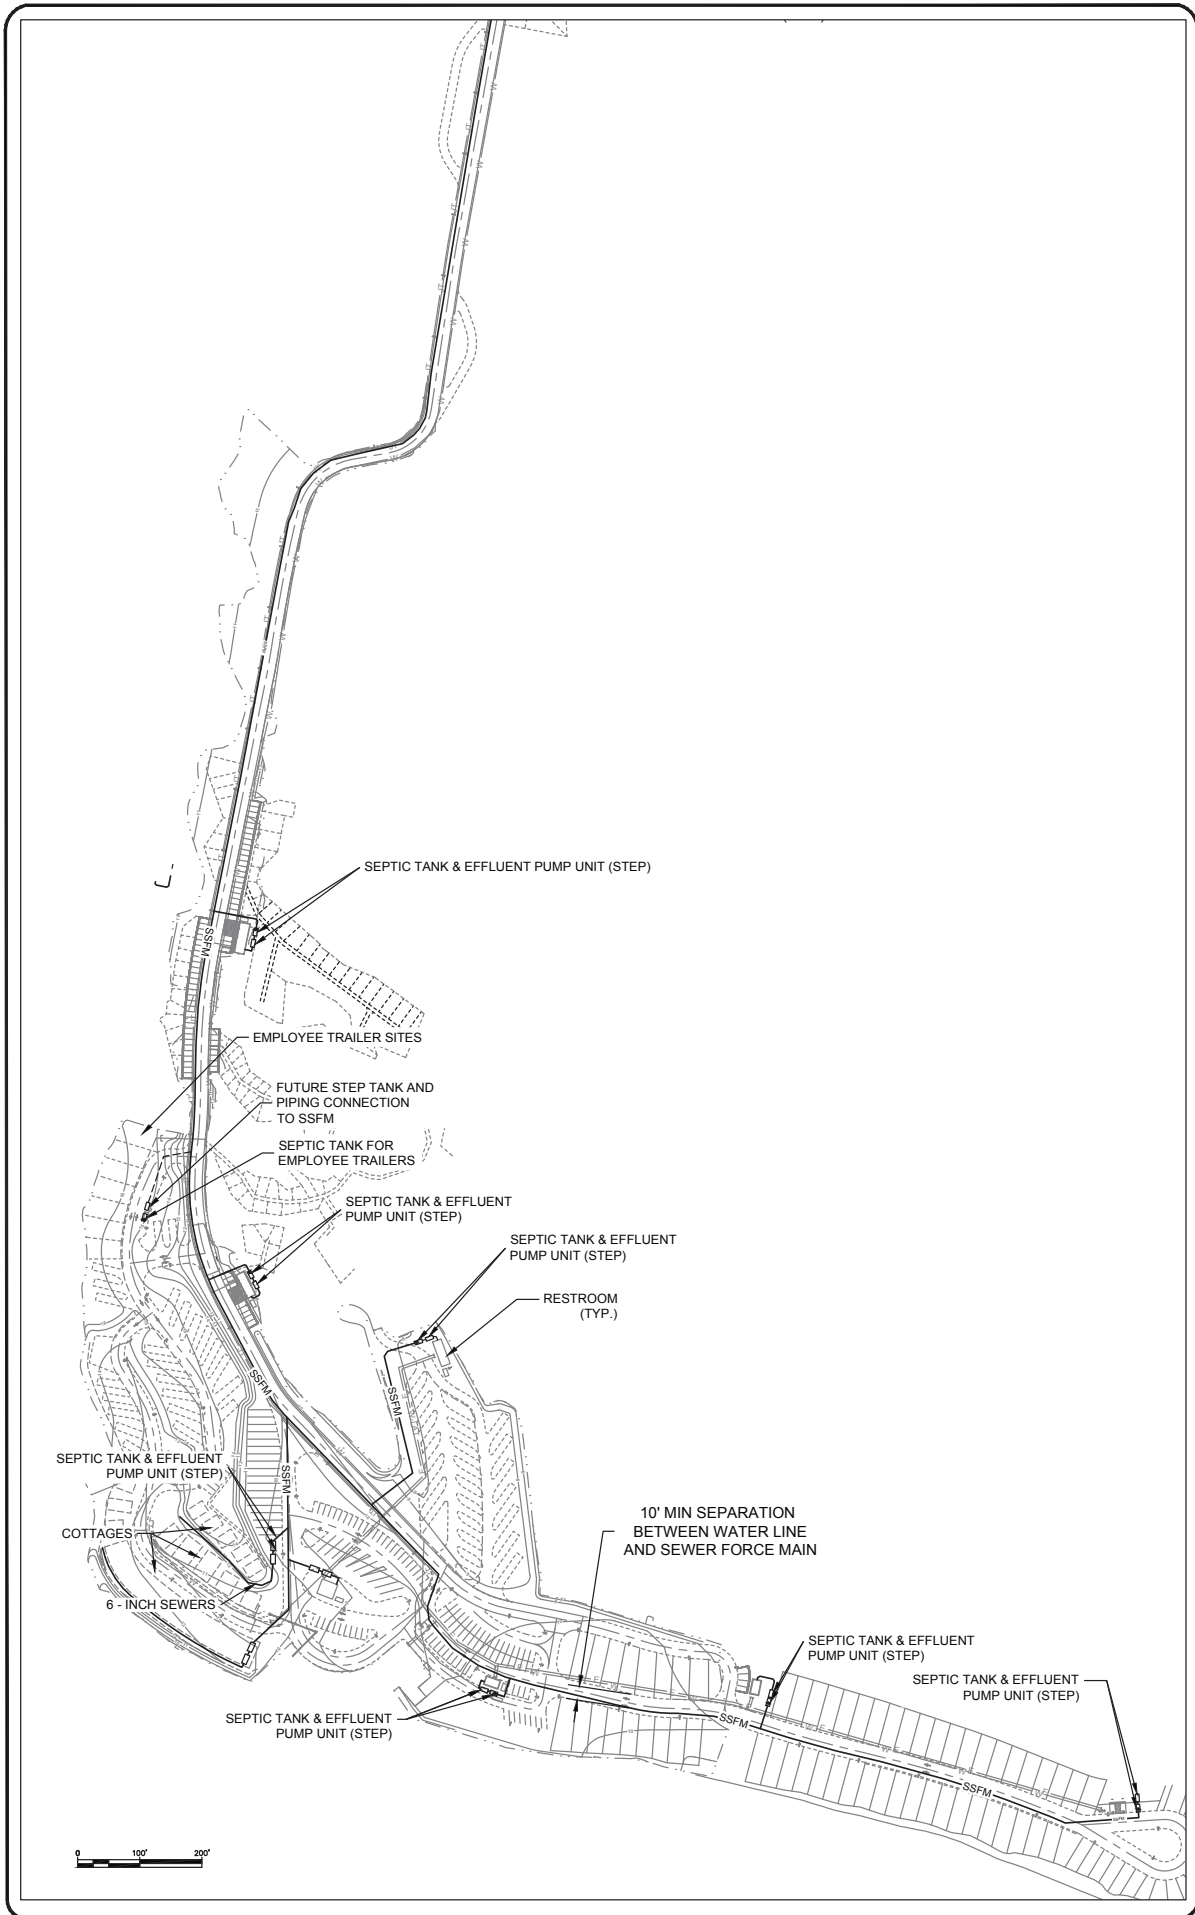 SEPTIC TANK & EFFLUENT PUMP UNIT (STEP)
SSFM
EMPLOYEE TRAILER SITES
FUTURE STEP TANK AND
PIPING CONNECTION
TO SSFM
SEPTIC TANK FOR
EMPLOYEE TRAILERS
SEPTIC TANK & EFFLUENT
PUMP UNIT (STEP)
SEPTIC TANK & EFFLUENT
PUMP UNIT (STEP)
RESTROOM
(TYP.)
SSFM
SSFM
SEPTIC TANK & EFFLUENT
PUMP UNIT (STEP)
SSFM
COTTAGES
6 - INCH SEWERS
10' MIN SEPARATION
BETWEEN WATER LINE
AND SEWER FORCE MAIN
SEPTIC TANK & EFFLUENT
PUMP UNIT (STEP)
SEPTIC TANK & EFFLUENT
PUMP UNIT (STEP)
SEPTIC TANK & EFFLUENT
PUMP UNIT (STEP)
SSFM
SSFM
SSFM
0 100' 200'